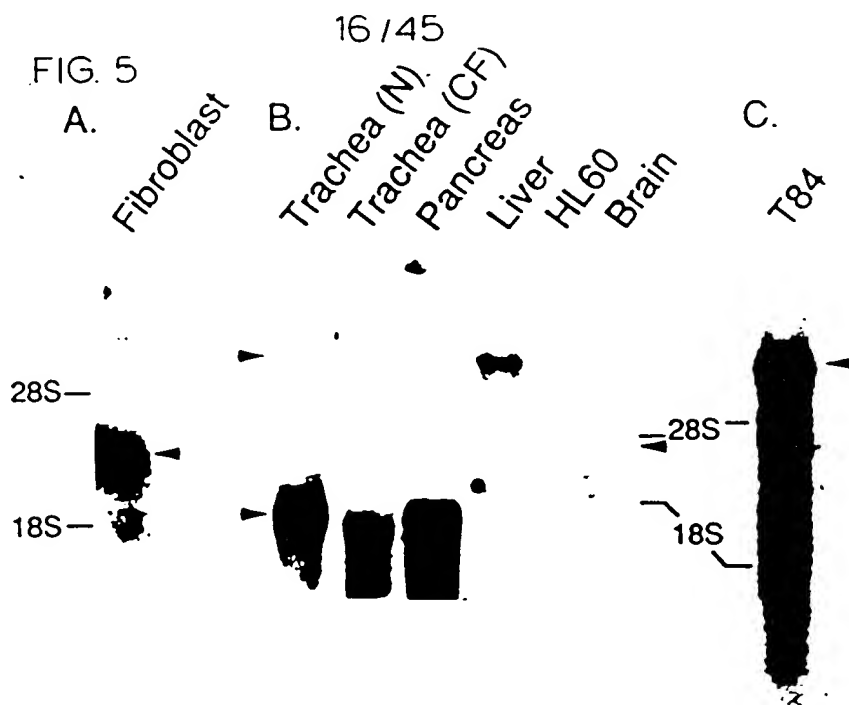 16/45
FIG. 5
A.
Fibroblast
B.
Trachea (N).
Trachea (CF)
Pancreas
Liver
HL60
Brain
C.
T84
28S
18S
28S
18S